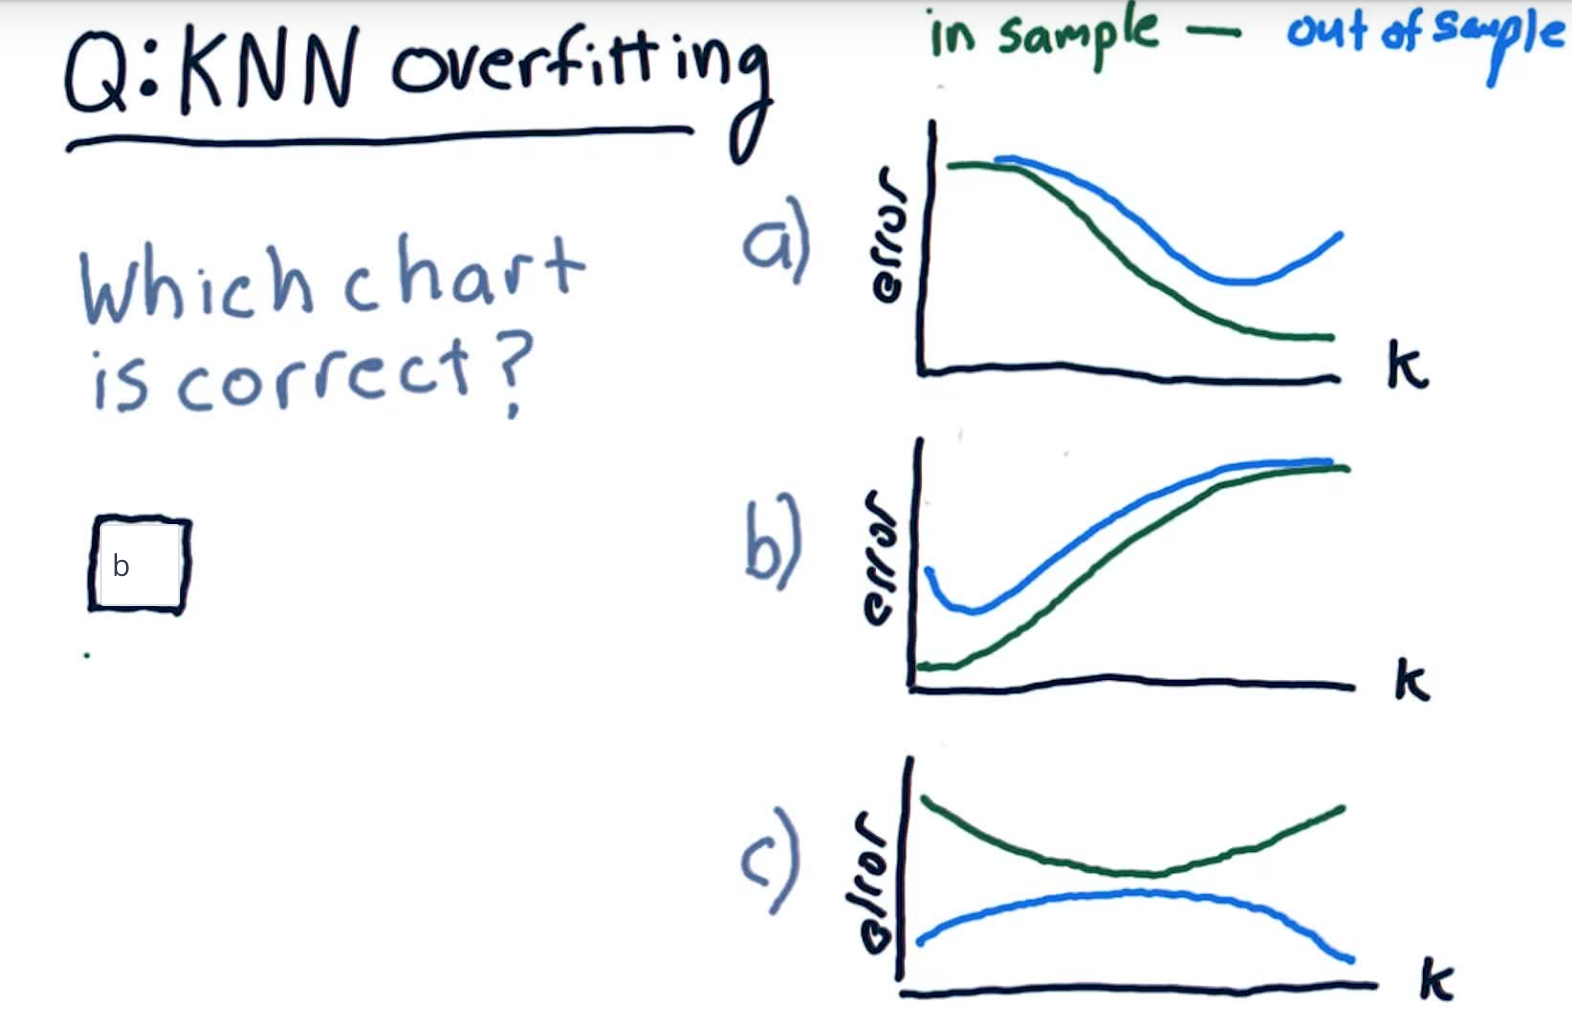 in sample — out of sample
Q: KNN overfitting
Which chart
is correct?
b
a)
error
k
b)
error
k
c)
error
k